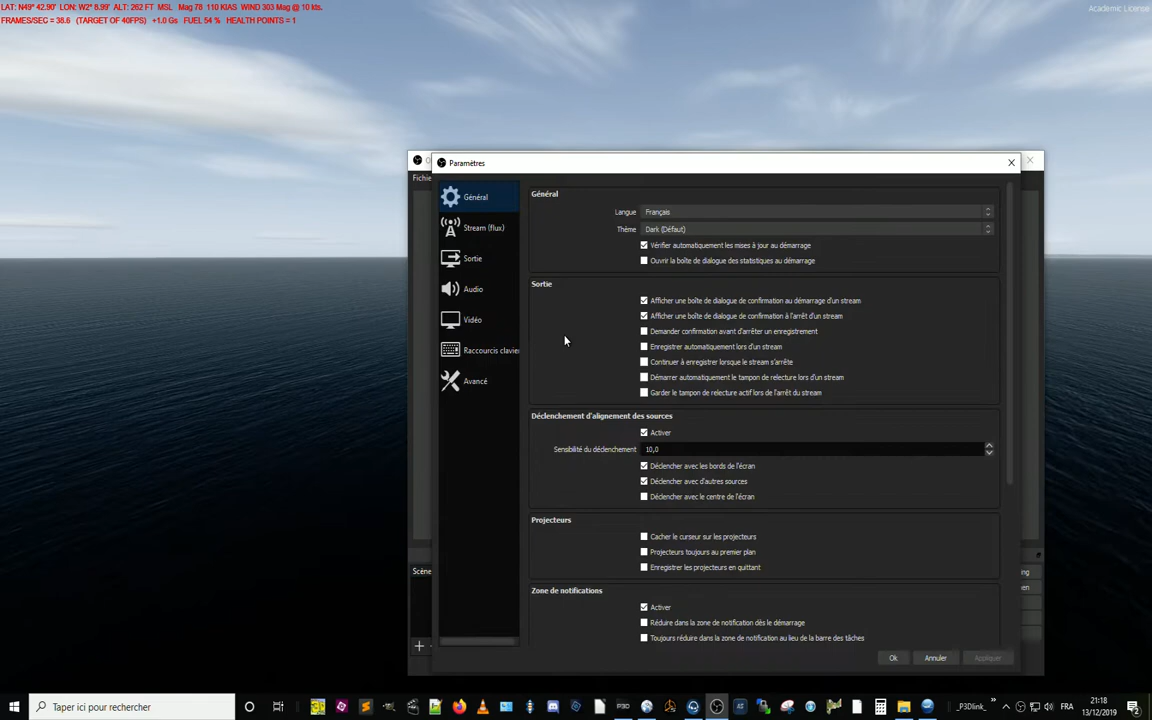 LAT: N49° 42.90' LON: W2° 8.99' ALT: 262 FT MSL Mag 78 110 KIAS WIND 303 Mag @ 10 kts.
FRAMES/SEC = 38.6 (TARGET OF 40FPS) +1.0 Gs FUEL 54 % HEALTH POINTS = 1
Academic License
Paramètres
Fichie
Général
Stream (flux)
Sortie
Audio
Vidéo
Raccourcis clavier
Avancé
Général
Langue Français
Thème Dark (Défaut)
Vérifier automatiquement les mises à jour au démarrage
Ouvrir la boîte de dialogue des statistiques au démarrage
Sortie
Afficher une boîte de dialogue de confirmation au démarrage d'un stream
Afficher une boîte de dialogue de confirmation à l'arrêt d'un stream
Demander confirmation avant d'arrêter un enregistrement
Enregistrer automatiquement lors d'un stream
Continuer à enregistrer lorsque le stream s'arrête
Démarrer automatiquement le tampon de relecture lors d'un stream
Garder le tampon de relecture actif lors de l'arrêt du stream
Déclenchement d'alignement des sources
Activer
Sensibilité du déclenchement 10,0
Déclencher avec les bords de l'écran
Déclencher avec d'autres sources
Déclencher avec le centre de l'écran
Projecteurs
Cacher le curseur sur les projecteurs
Projecteurs toujours au premier plan
Enregistrer les projecteurs en quittant
Zone de notifications
Activer
Réduire dans la zone de notification dès le démarrage
Toujours réduire dans la zone de notification au lieu de la barre des tâches
Scène
ng
een
Ok Annuler Appliquer
Taper ici pour rechercher
P3D
AS
_P3Dlink_
FRA
21:18
13/12/2019
2